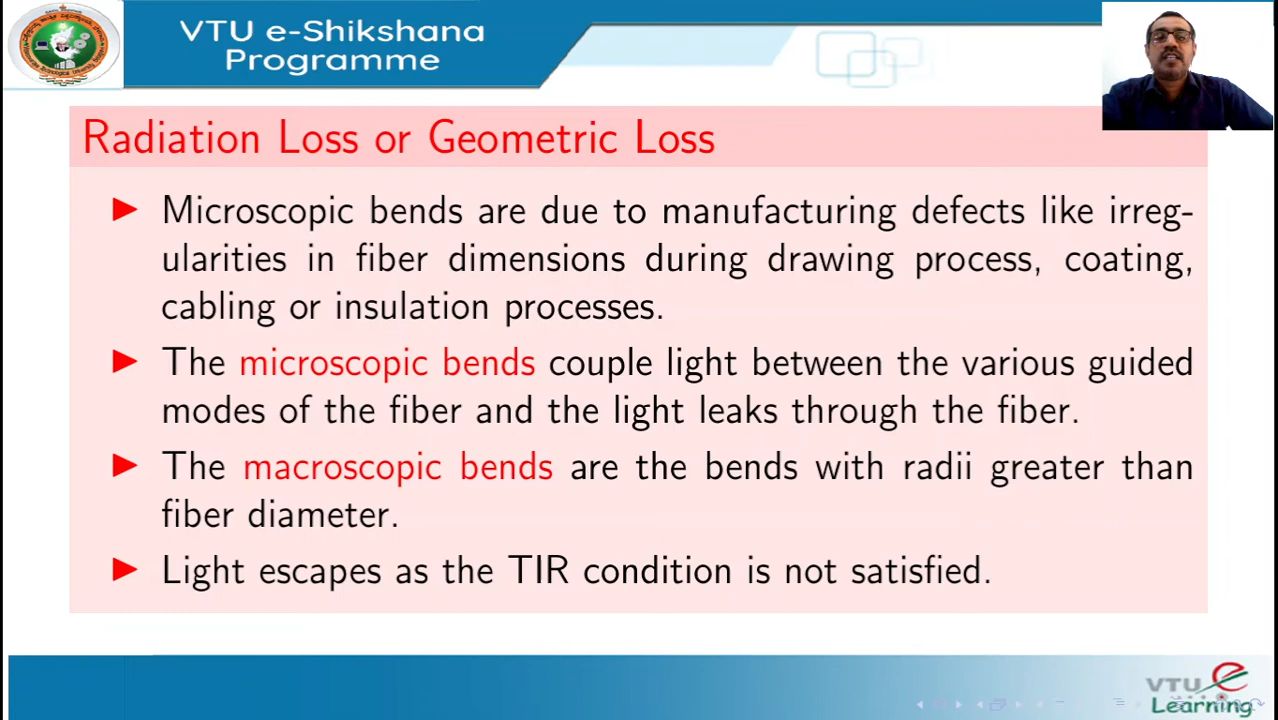 VTU e-Shikshana
Programme
Radiation Loss or Geometric Loss
Microscopic bends are due to manufacturing defects like irreg-
ularities in fiber dimensions during drawing process, coating,
cabling or insulation processes.
The microscopic bends couple light between the various guided
modes of the fiber and the light leaks through the fiber.
The macroscopic bends are the bends with radii greater than
fiber diameter.
Light escapes as the TIR condition is not satisfied.
VTU
Learning